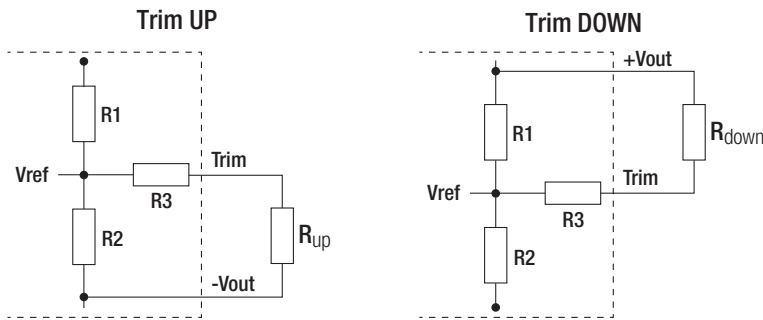 Trim UP
R1
Vref
Trim
R3
R2
Rup
-Vout
Trim DOWN
+Vout
R1
Rdown
Vref
Trim
R3
R2